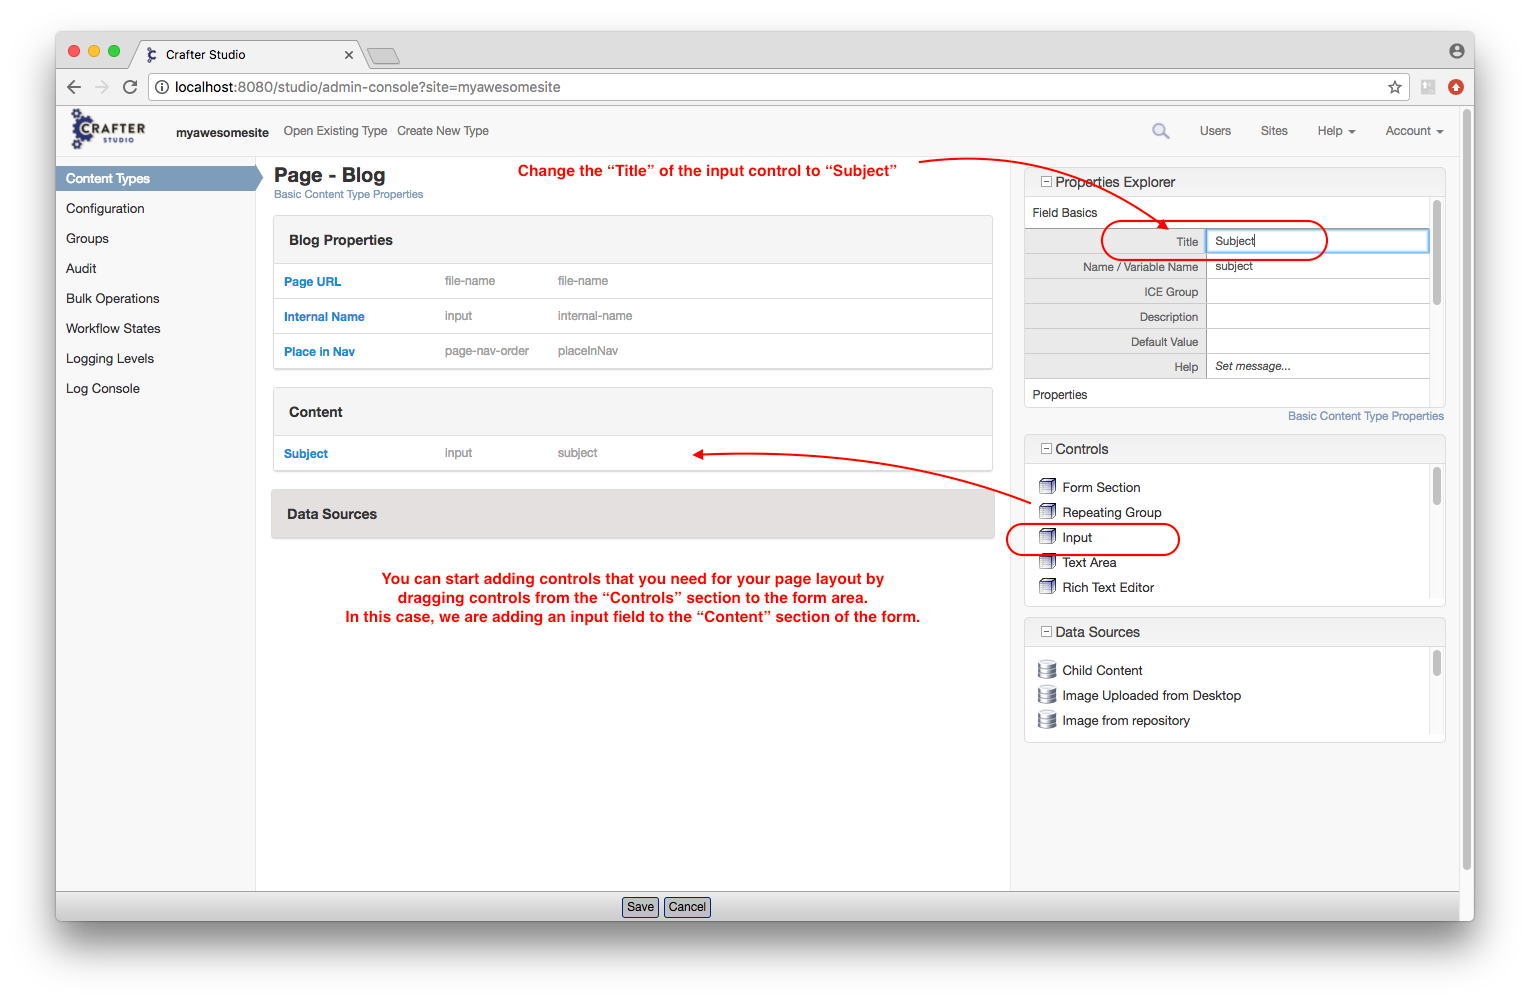 Crafter Studio
localhost:8080/studio/admin-console?site=myawesomesite
CRAFTER
STUDIO
myawesomesite Open Existing Type Create New Type
Users Sites Help Account
Content Types
Configuration
Groups
Audit
Bulk Operations
Workflow States
Logging Levels
Log Console
Page - Blog
Basic Content Type Properties
Change the “Title” of the input control to “Subject”
Blog Properties
Page URL file-name file-name
Internal Name input internal-name
Place in Nav page-nav-order placeInNav
Content
Subject input subject
Data Sources
You can start adding controls that you need for your page layout by
dragging controls from the “Controls” section to the form area.
In this case, we are adding an input field to the “Content” section of the form.
Properties Explorer
Field Basics
Title Subject
Name / Variable Name subject
ICE Group
Description
Default Value
Help Set message...
Properties
Basic Content Type Properties
Controls
Form Section
Repeating Group
Input
Text Area
Rich Text Editor
Data Sources
Child Content
Image Uploaded from Desktop
Image from repository
Save Cancel